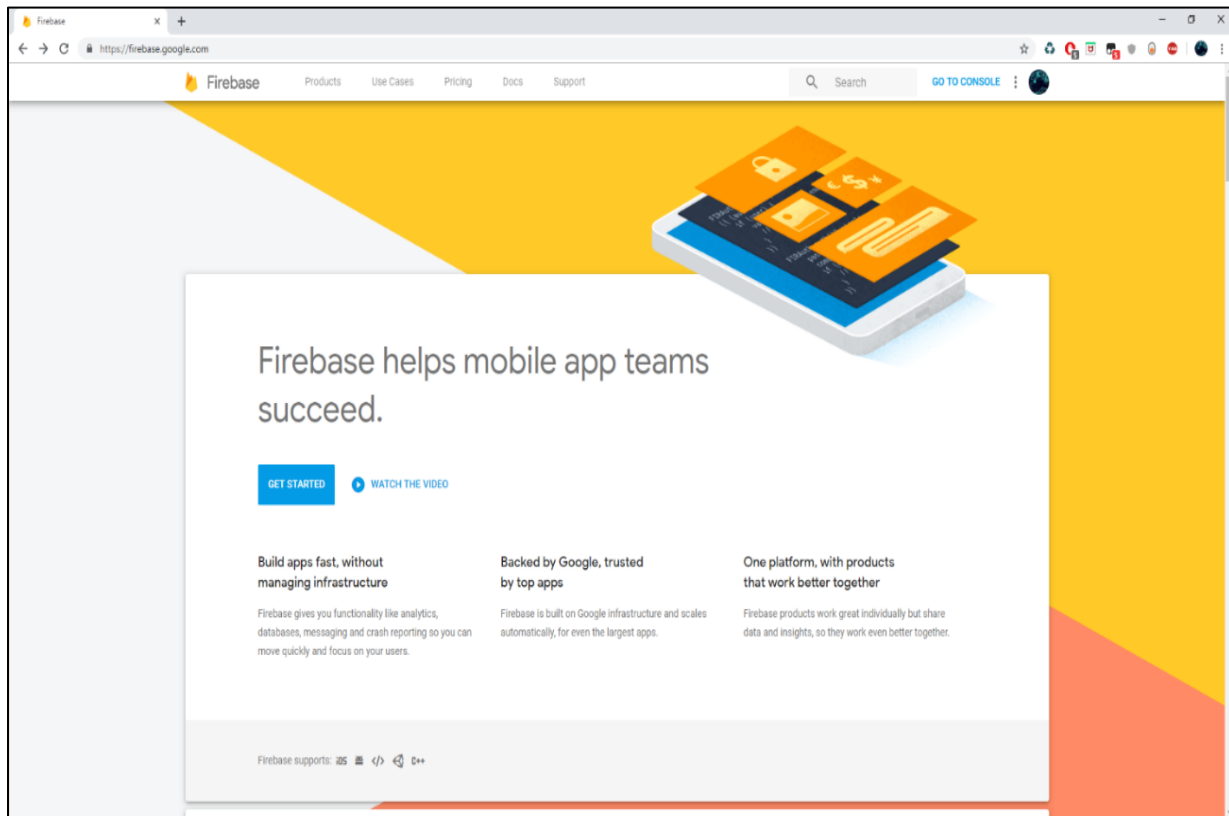 Firebase
https://firebase.google.com
Firebase Products Use Cases Pricing Docs Support Search GO TO CONSOLE
Firebase helps mobile app teams
succeed.
GET STARTED WATCH THE VIDEO
Build apps fast, without
managing infrastructure
Firebase gives you functionality like analytics,
databases, messaging and crash reporting so you can
move quickly and focus on your users.
Backed by Google, trusted
by top apps
Firebase is built on Google infrastructure and scales
automatically, for even the largest apps.
One platform, with products
that work better together
Firebase products work great individually but share
data and insights, so they work even better together.
Firebase supports: iOS </> C++